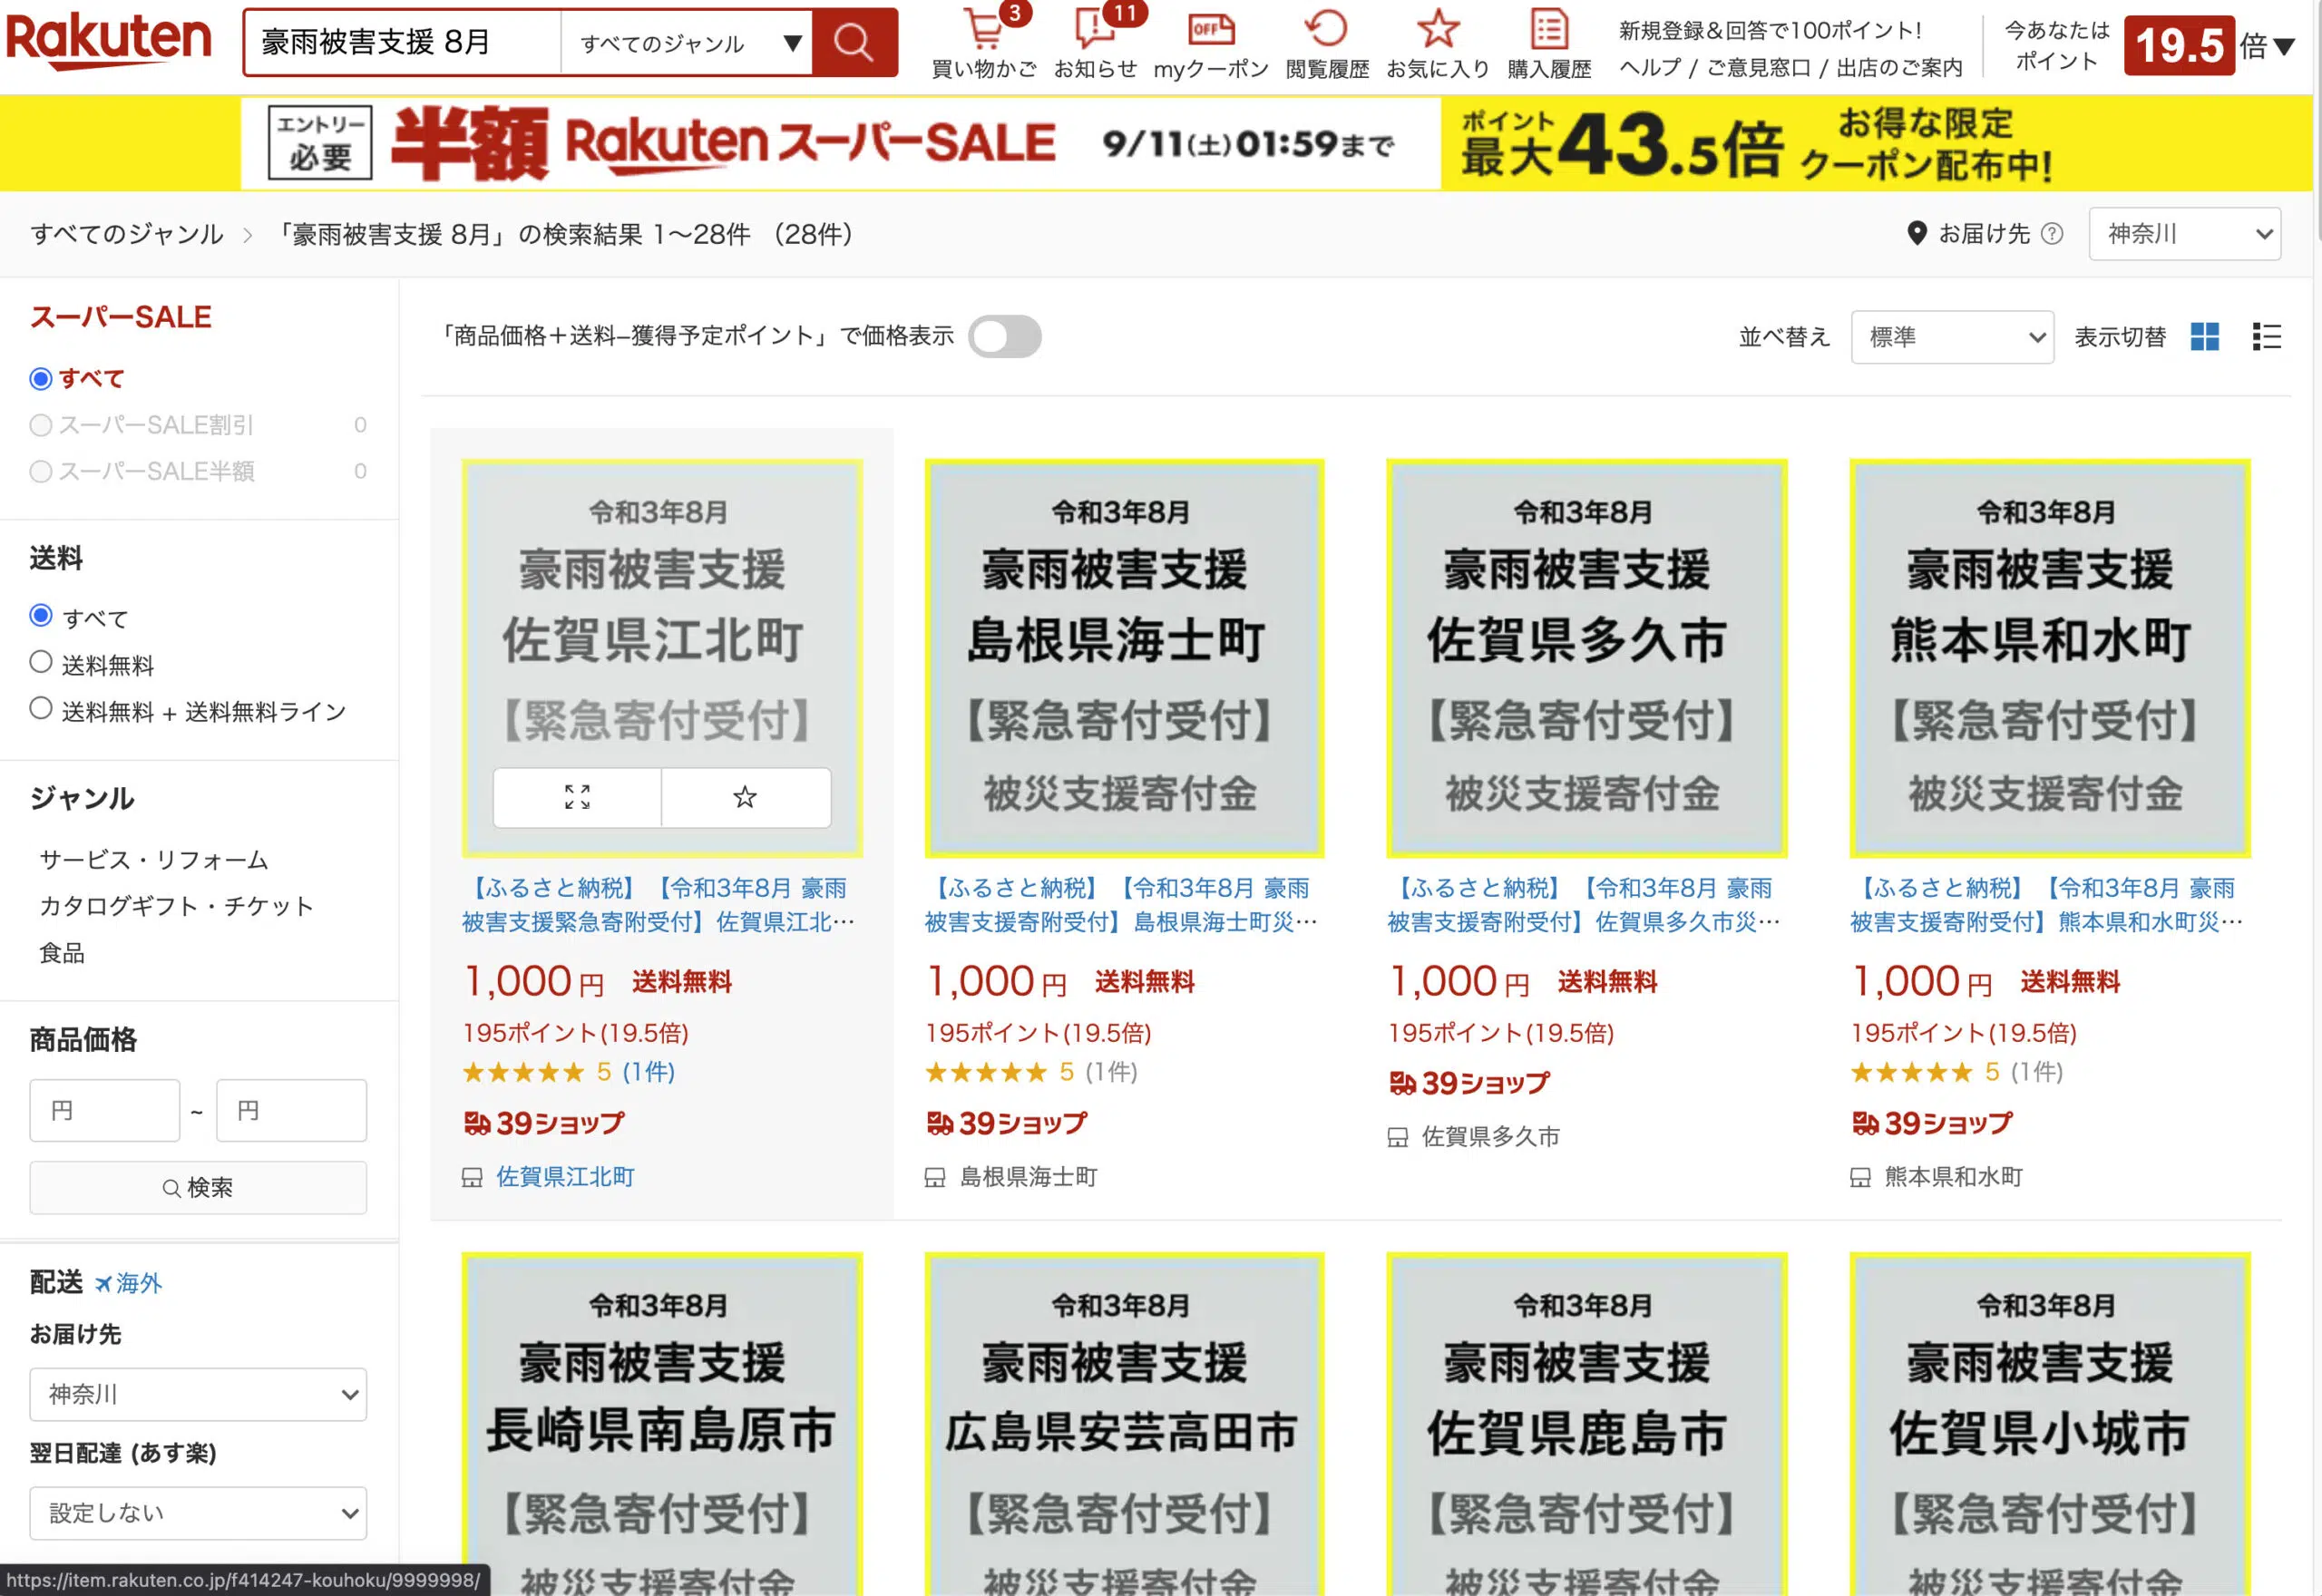 Rakuten
豪雨被害支援 8月
すべてのジャンル ▼
3
買い物かご
11
お知らせ
OFF
myクーポン
閲覧履歴
お気に入り
購入履歴
新規登録&回答で100ポイント!
ヘルプ / ご意見窓口 / 出店のご案内
今あなたは
ポイント
19.5 倍▼
エントリー
必要
半額 Rakuten スーパーSALE 9/11(土)01:59まで
ポイント
最大43.5倍
お得な限定
クーポン配布中!
すべてのジャンル > 「豪雨被害支援 8月」の検索結果 1〜28件 (28件)
お届け先 ?
神奈川
スーパーSALE
すべて
スーパーSALE割引 0
スーパーSALE半額 0
送料
すべて
送料無料
送料無料 + 送料無料ライン
ジャンル
サービス・リフォーム
カタログギフト・チケット
食品
商品価格
円 ~ 円
検索
配送 海外
お届け先
神奈川
翌日配達 (あす楽)
設定しない
「商品価格+送料–獲得予定ポイント」で価格表示
並べ替え
標準
表示切替
令和3年8月
豪雨被害支援
佐賀県江北町
【緊急寄付受付】
【ふるさと納税】【令和3年8月 豪雨
被害支援緊急寄附受付】佐賀県江北…
1,000円 送料無料
195ポイント(19.5倍)
★★★★★ 5 (1件)
39ショップ
佐賀県江北町
令和3年8月
豪雨被害支援
島根県海士町
【緊急寄付受付】
被災支援寄付金
【ふるさと納税】【令和3年8月 豪雨
被害支援寄附受付】島根県海士町災…
1,000円 送料無料
195ポイント(19.5倍)
★★★★★ 5 (1件)
39ショップ
島根県海士町
令和3年8月
豪雨被害支援
佐賀県多久市
【緊急寄付受付】
被災支援寄付金
【ふるさと納税】【令和3年8月 豪雨
被害支援寄附受付】佐賀県多久市災…
1,000円 送料無料
195ポイント(19.5倍)
39ショップ
佐賀県多久市
令和3年8月
豪雨被害支援
熊本県和水町
【緊急寄付受付】
被災支援寄付金
【ふるさと納税】【令和3年8月 豪雨
被害支援寄附受付】熊本県和水町災…
1,000円 送料無料
195ポイント(19.5倍)
★★★★★ 5 (1件)
39ショップ
熊本県和水町
令和3年8月
豪雨被害支援
長崎県南島原市
【緊急寄付受付】
被災支援寄付金
令和3年8月
豪雨被害支援
広島県安芸高田市
【緊急寄付受付】
被災支援寄付金
令和3年8月
豪雨被害支援
佐賀県鹿島市
【緊急寄付受付】
被災支援寄付金
令和3年8月
豪雨被害支援
佐賀県小城市
【緊急寄付受付】
被災支援寄付金
https://item.rakuten.co.jp/f414247-kouhoku/9999998/